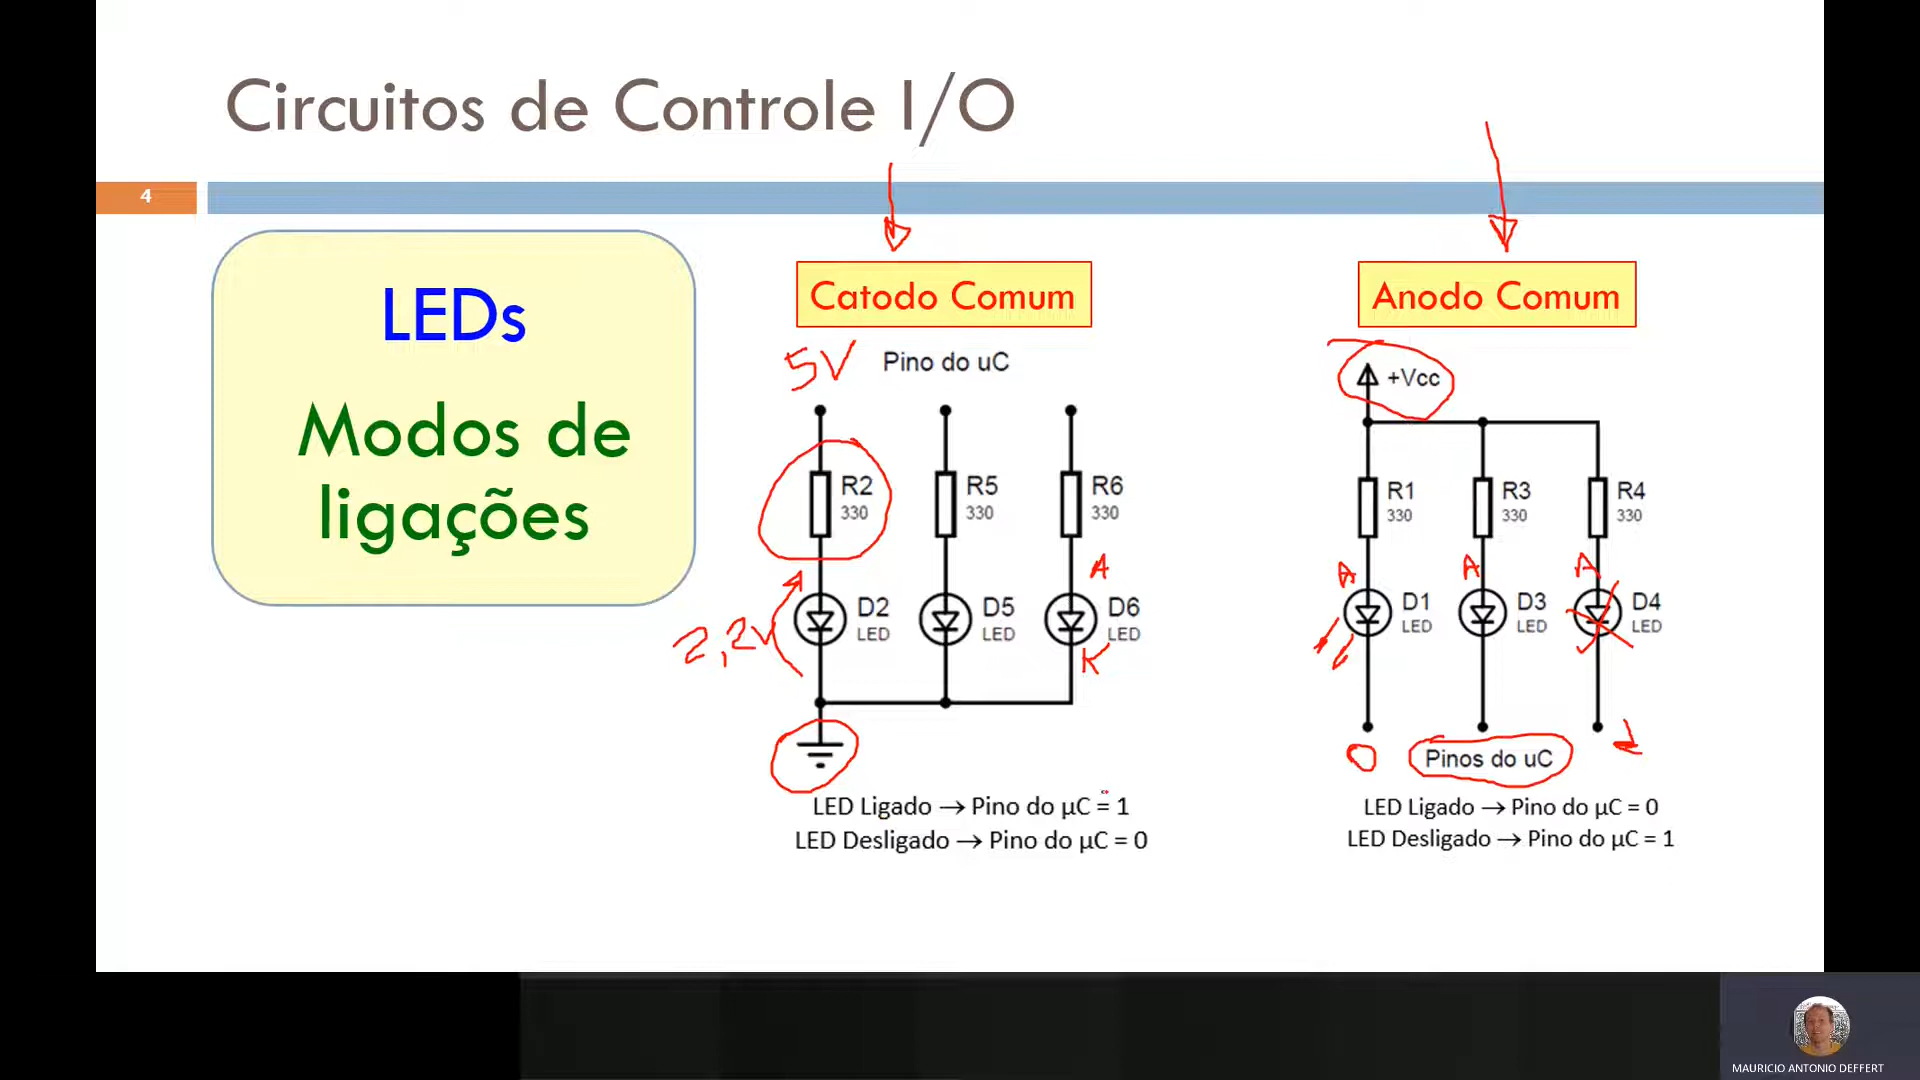 Circuitos de Controle I/O
4
LEDs
Modos de
ligações
Catodo Comum
5V
Pino do uC
R2
330
R5
330
R6
330
A
2,2V
D2
LED
D5
LED
D6
LED
K
LED Ligado → Pino do µC = 1
LED Desligado → Pino do µC = 0
Anodo Comum
+Vcc
R1
330
R3
330
R4
330
A
A
A
D1
LED
D3
LED
D4
LED
0
Pinos do uC
1
LED Ligado → Pino do µC = 0
LED Desligado → Pino do µC = 1
MAURICIO ANTONIO DEFFERT